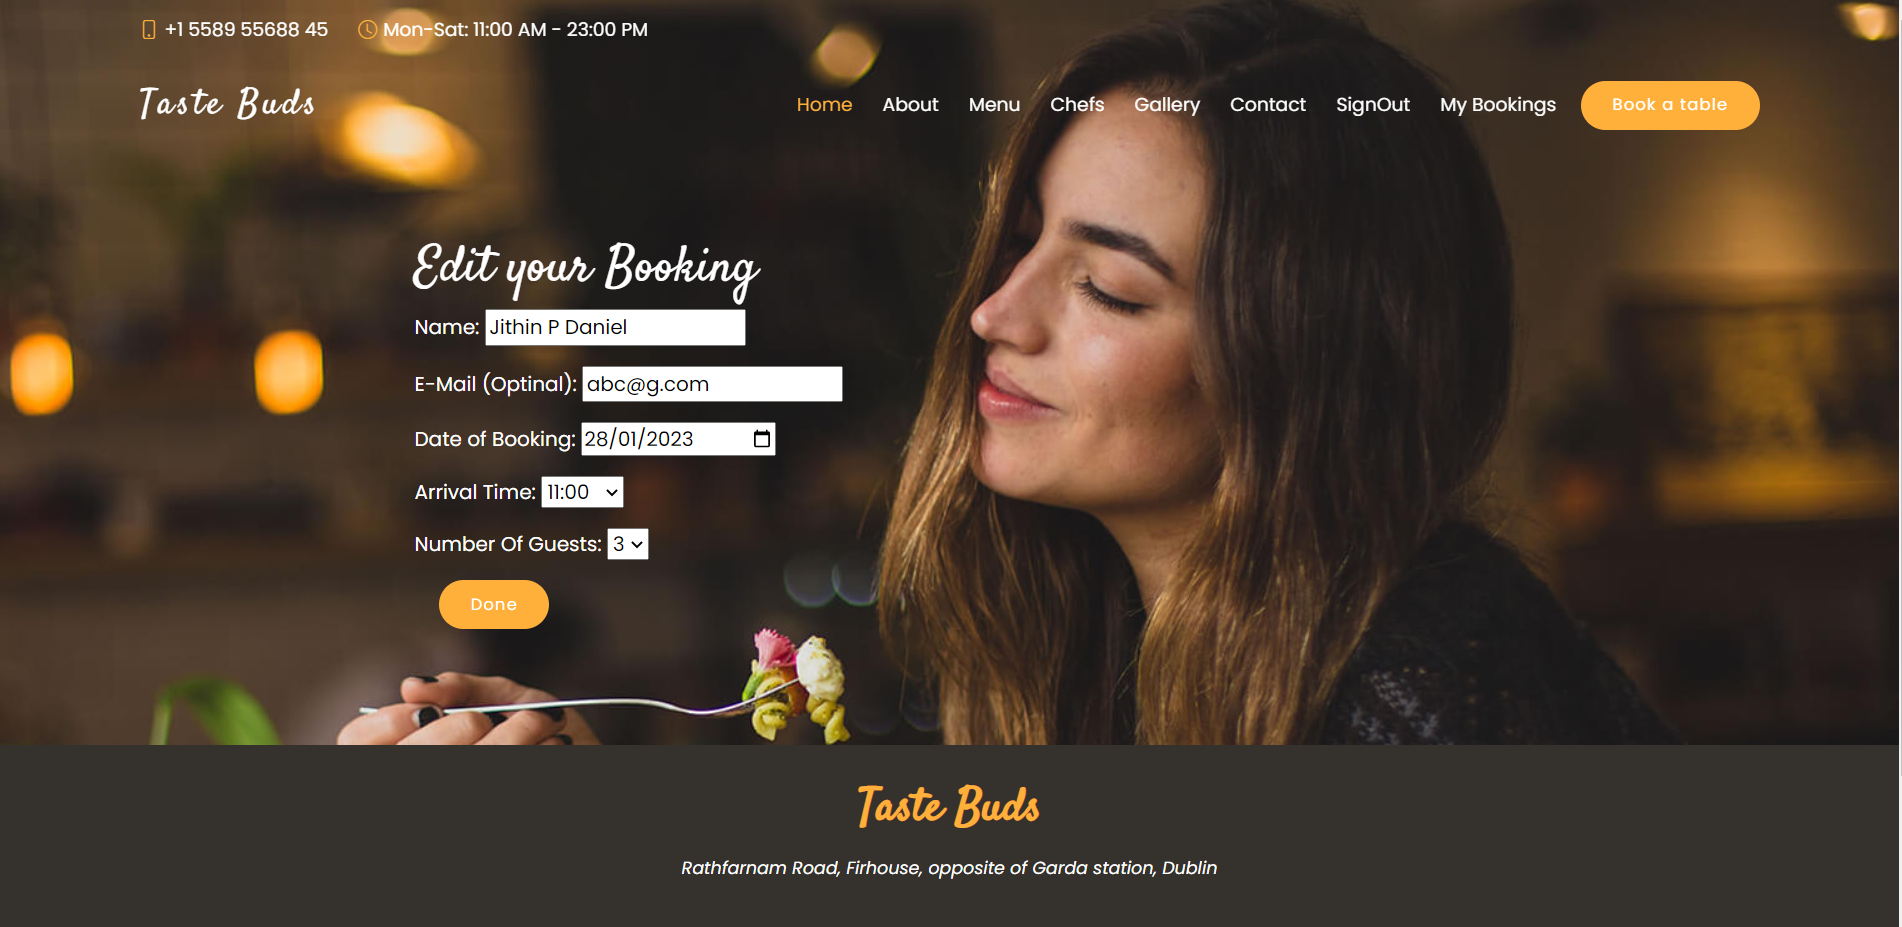 +1 5589 55688 45 Mon-Sat: 11:00 AM - 23:00 PM
Taste Buds Home About Menu Chefs Gallery Contact SignOut My Bookings Book a table
Edit your Booking
Name: Jithin P Daniel
E-Mail (Optinal): abc@g.com
Date of Booking: 28/01/2023
Arrival Time: 11:00
Number Of Guests: 3
Done
Taste Buds
Rathfarnam Road, Firhouse, opposite of Garda station, Dublin